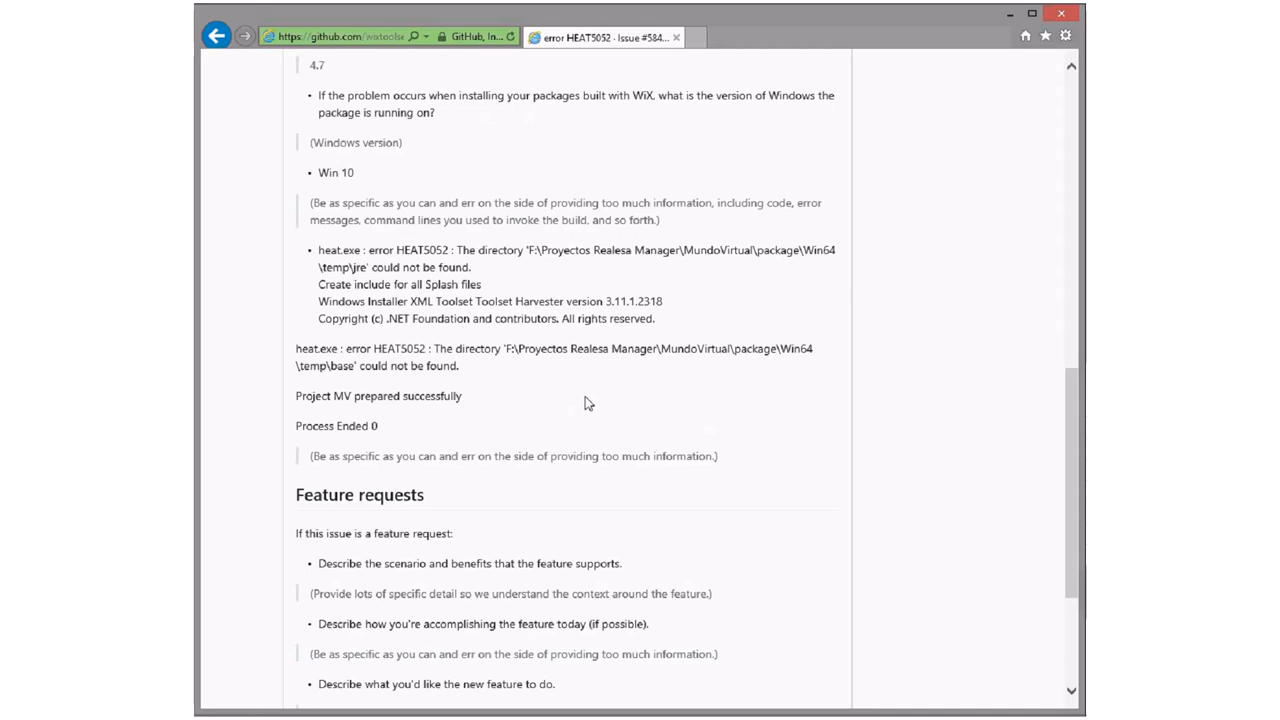 https://github.com/wixtoolse
GitHub, In...
error HEAT5052 · Issue #584...
4.7
• If the problem occurs when installing your packages built with WiX, what is the version of Windows the
package is running on?
(Windows version)
• Win 10
(Be as specific as you can and err on the side of providing too much information, including code, error
messages, command lines you used to invoke the build, and so forth.)
• heat.exe : error HEAT5052 : The directory 'F:\Proyectos Realesa Manager\MundoVirtual\package\Win64
\temp\jre' could not be found.
Create include for all Splash files
Windows Installer XML Toolset Toolset Harvester version 3.11.1.2318
Copyright (c) .NET Foundation and contributors. All rights reserved.
heat.exe : error HEAT5052 : The directory 'F:\Proyectos Realesa Manager\MundoVirtual\package\Win64
\temp\base' could not be found.
Project MV prepared successfully
Process Ended 0
(Be as specific as you can and err on the side of providing too much information.)
Feature requests
If this issue is a feature request:
• Describe the scenario and benefits that the feature supports.
(Provide lots of specific detail so we understand the context around the feature.)
• Describe how you're accomplishing the feature today (if possible).
(Be as specific as you can and err on the side of providing too much information.)
• Describe what you'd like the new feature to do.